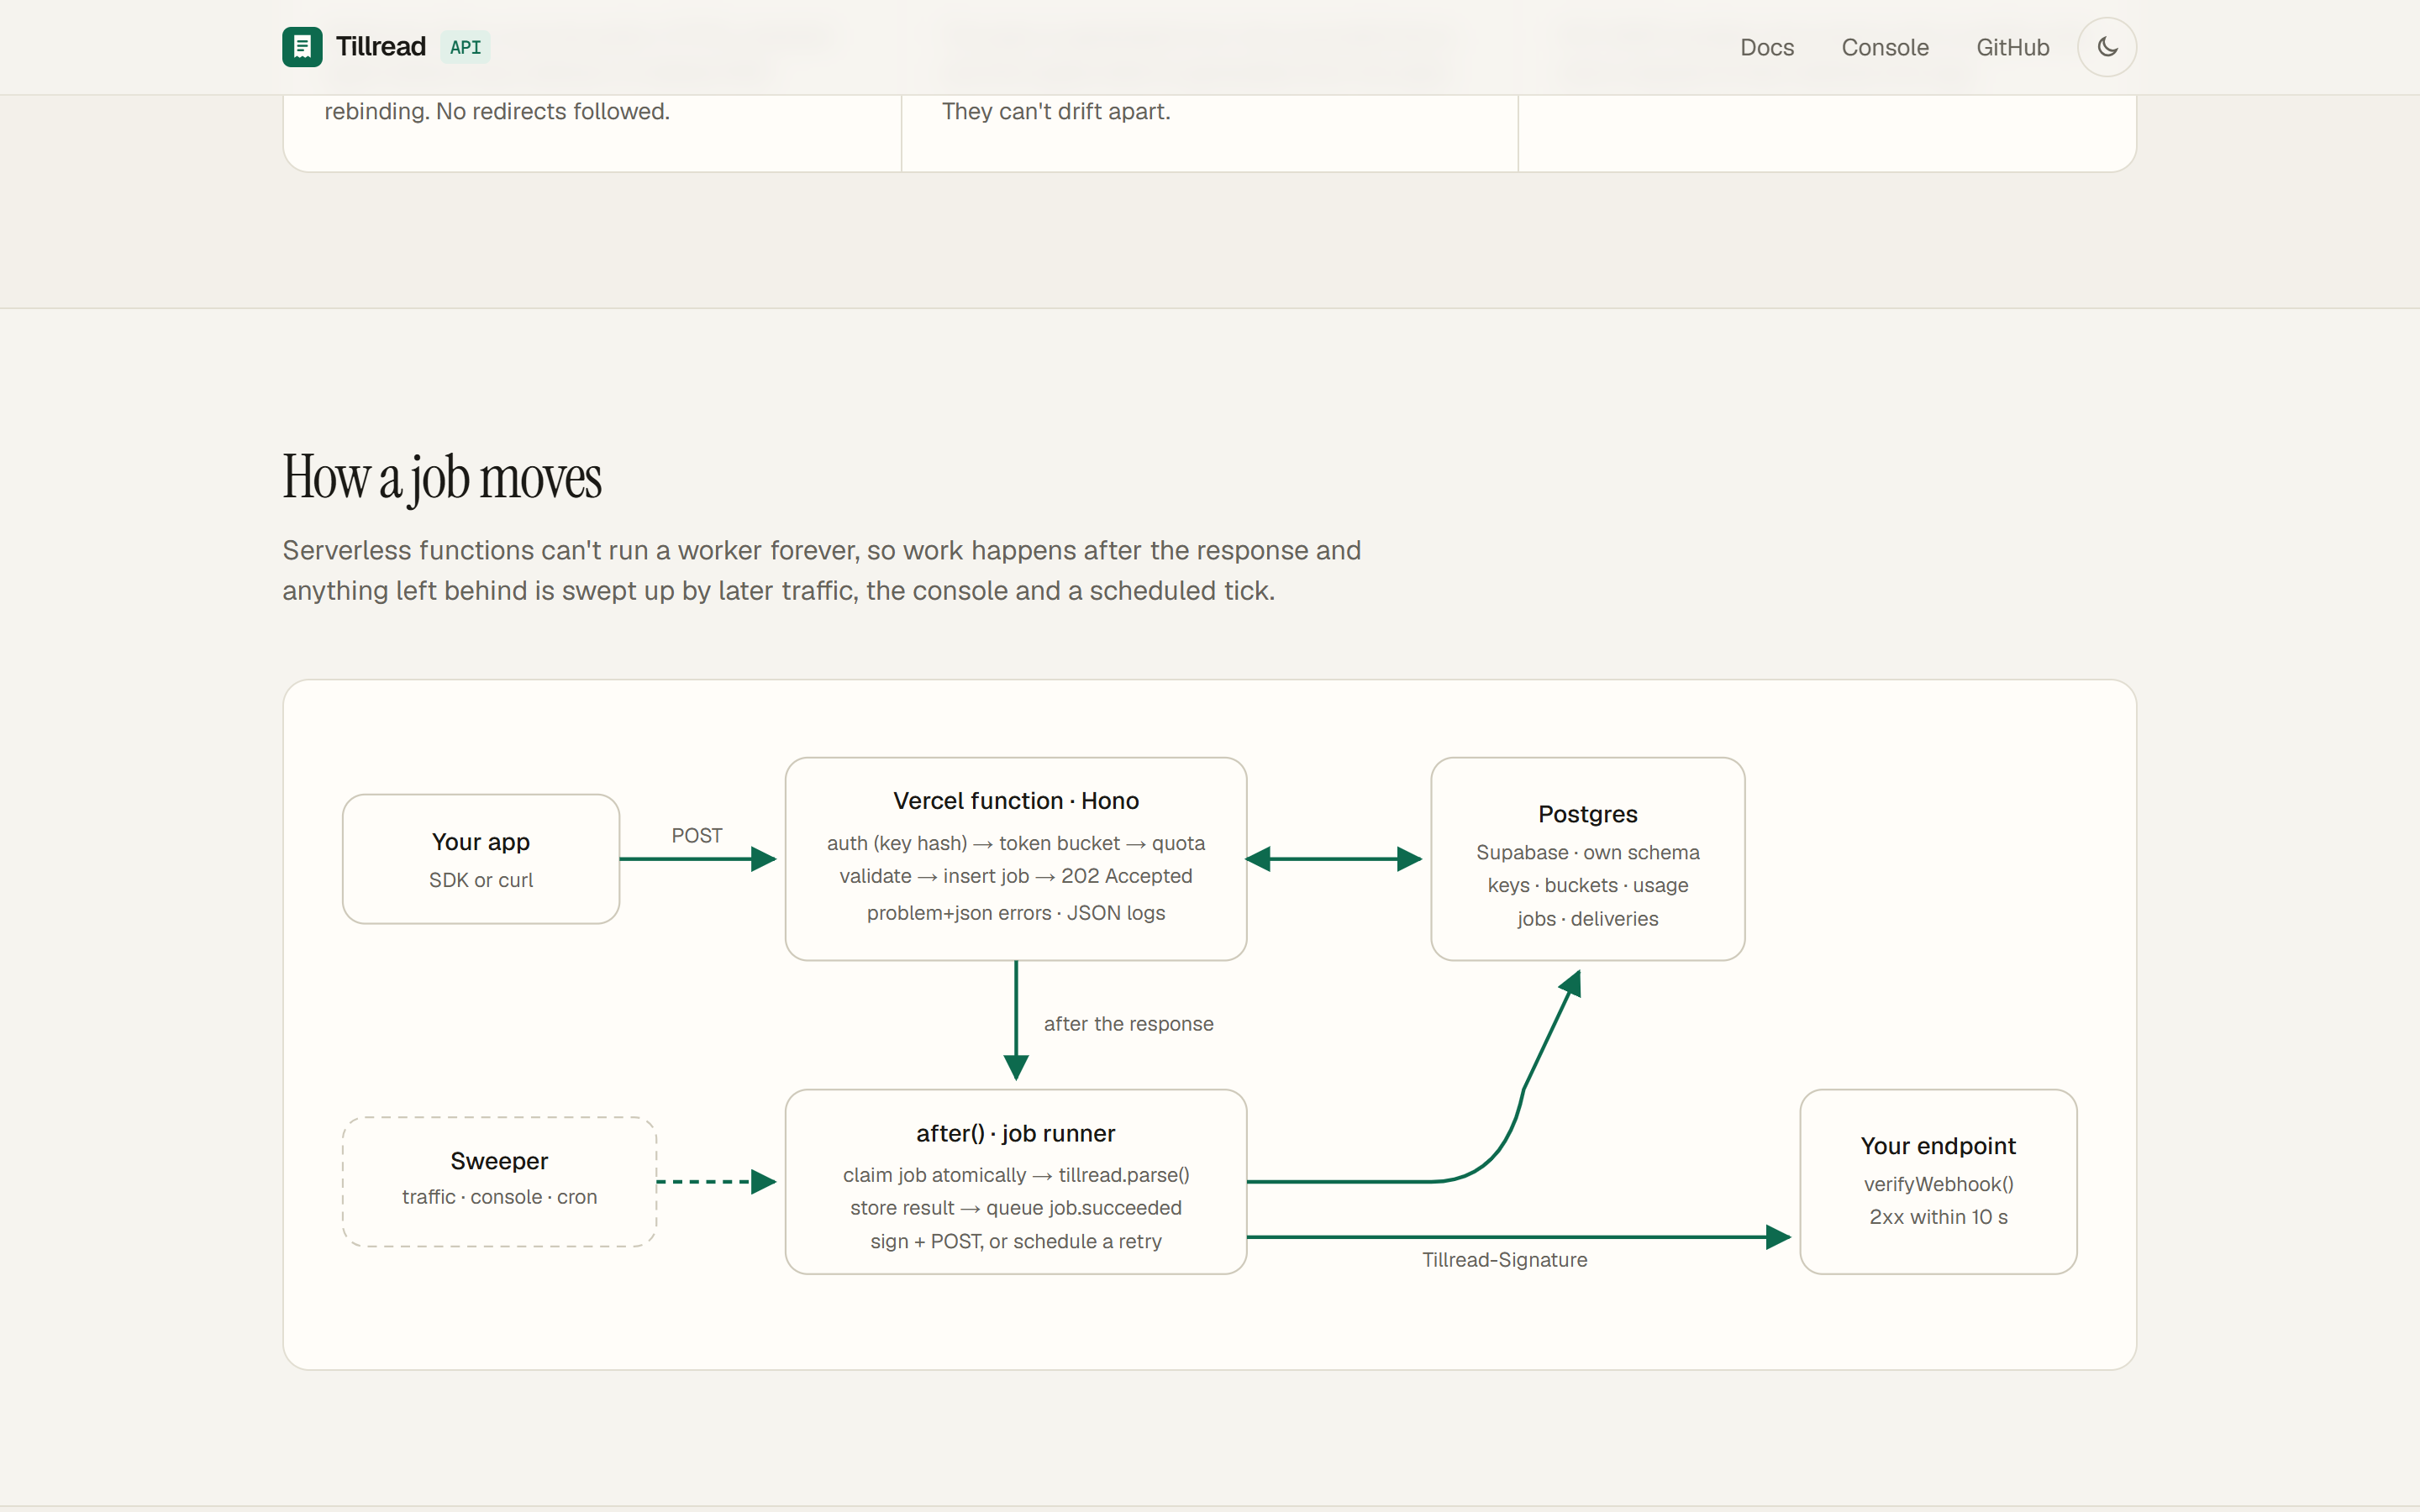 Tillread API
Docs Console GitHub
rebinding. No redirects followed.
They can't drift apart.
How a job moves
Serverless functions can't run a worker forever, so work happens after the response and
anything left behind is swept up by later traffic, the console and a scheduled tick.
Your app
SDK or curl
POST
Vercel function · Hono
auth (key hash) → token bucket → quota
validate → insert job → 202 Accepted
problem+json errors · JSON logs
Postgres
Supabase · own schema
keys · buckets · usage
jobs · deliveries
after the response
Sweeper
traffic · console · cron
after() · job runner
claim job atomically → tillread.parse()
store result → queue job.succeeded
sign + POST, or schedule a retry
Tillread-Signature
Your endpoint
verifyWebhook()
2xx within 10 s